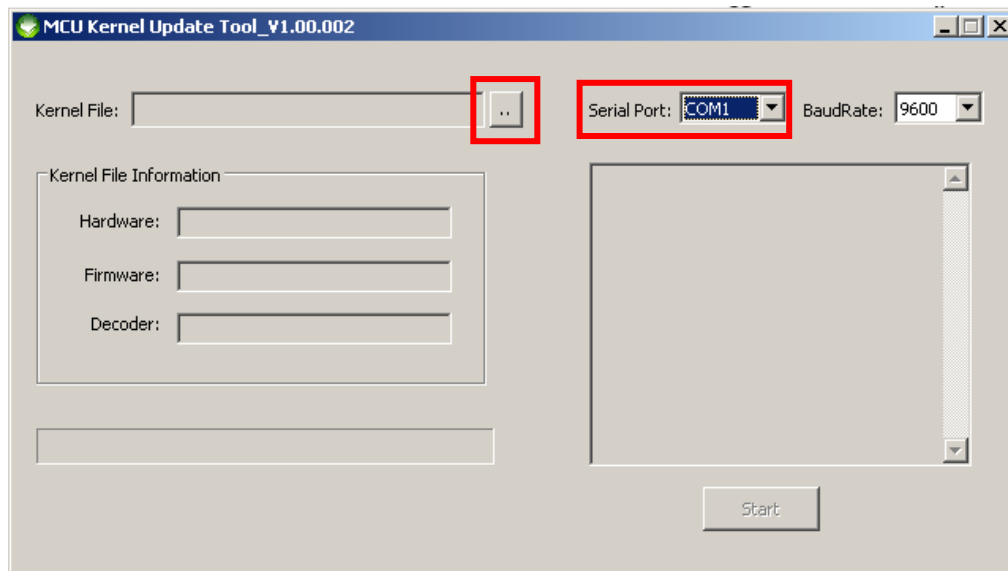 MCU Kernel Update Tool_V1.00.002
Kernel File: .. Serial Port: COM1 BaudRate: 9600
Kernel File Information
Hardware:
Firmware:
Decoder:
Start